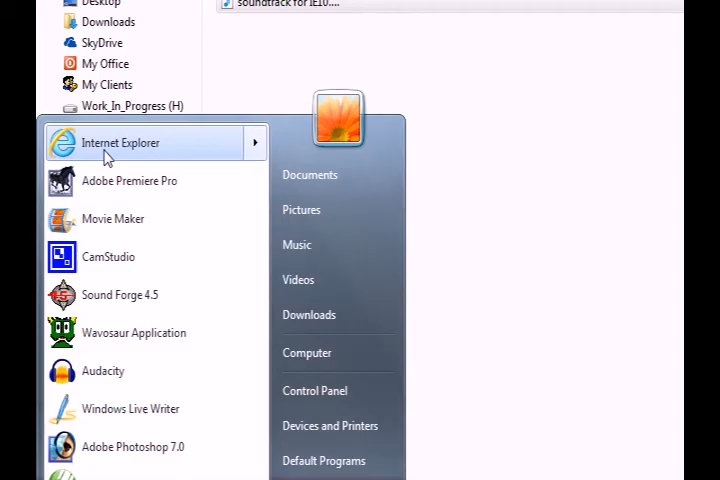 Desktop
soundtrack for IE10....
Downloads
SkyDrive
My Office
My Clients
Work_In_Progress (H)
Internet Explorer
Adobe Premiere Pro
Movie Maker
CamStudio
Sound Forge 4.5
Wavosaur Application
Audacity
Windows Live Writer
Adobe Photoshop 7.0
Documents
Pictures
Music
Videos
Downloads
Computer
Control Panel
Devices and Printers
Default Programs